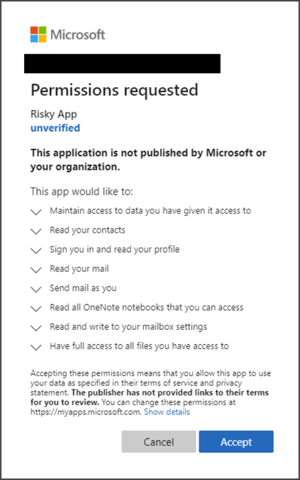 Microsoft
Permissions requested
Risky App
unverified
This application is not published by Microsoft or
your organization.
This app would like to:
Maintain access to data you have given it access to
Read your contacts
Sign you in and read your profile
Read your mail
Send mail as you
Read all OneNote notebooks that you can access
Read and write to your mailbox settings
Have full access to all files you have access to
Accepting these permissions means that you allow this app to use
your data as specified in their terms of service and privacy
statement. The publisher has not provided links to their terms
for you to review. You can change these permissions at
https://myapps.microsoft.com. Show details
Cancel
Accept